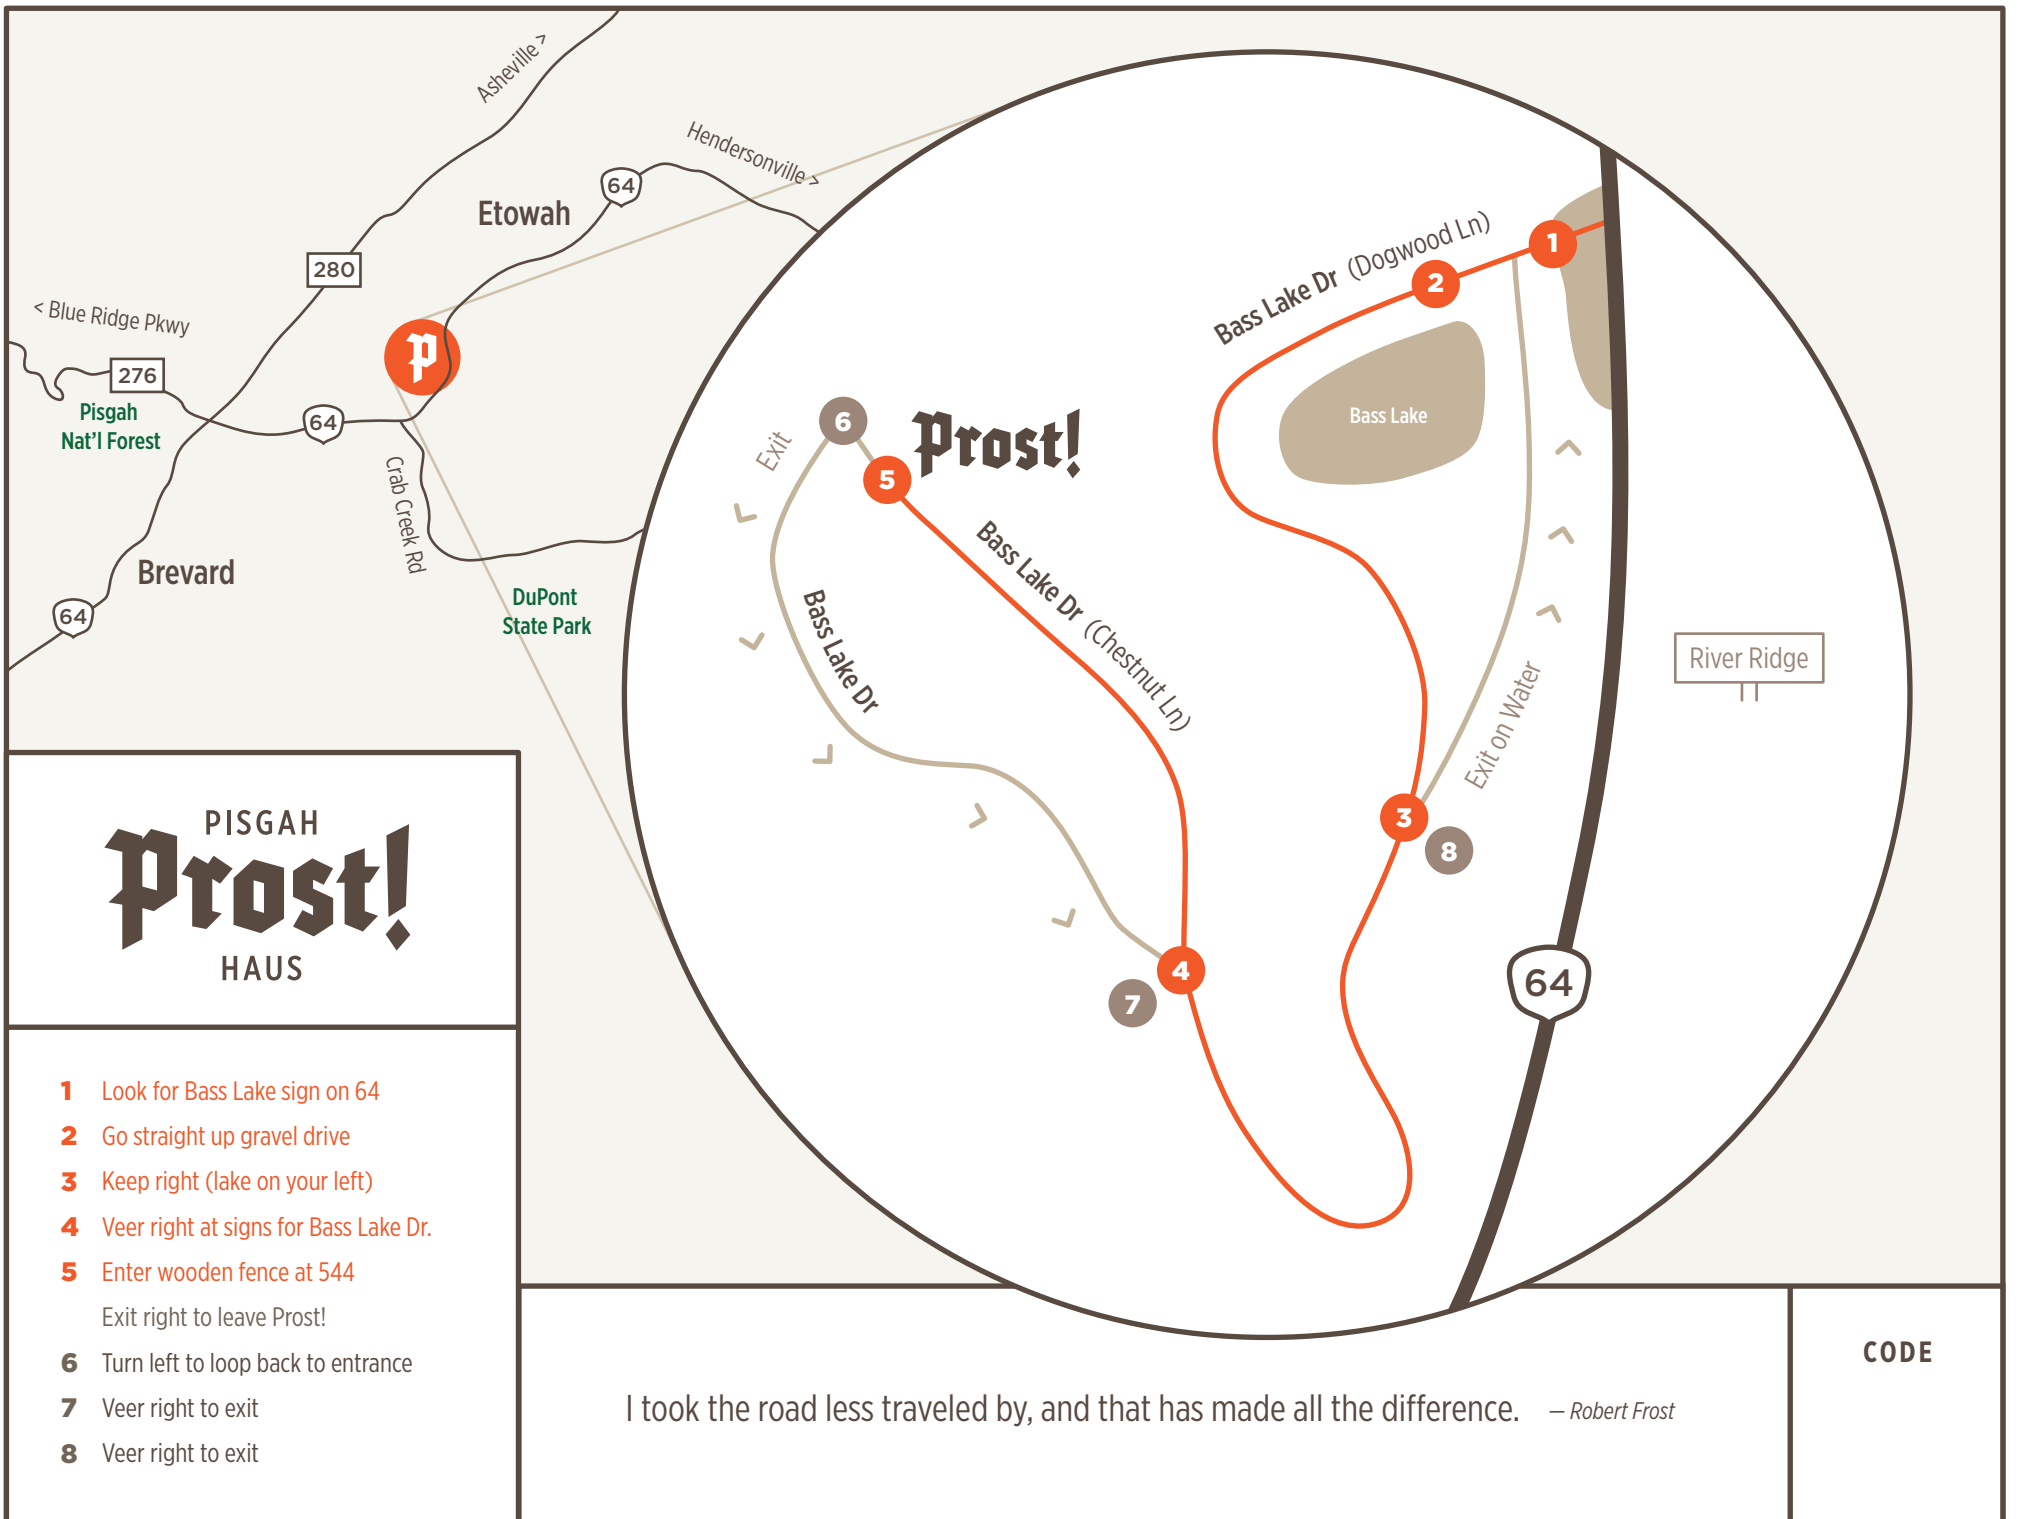 Asheville >
Hendersonville >
64
Etowah
280
< Blue Ridge Pkwy
276
Pisgah
Nat'l Forest
64
P
Crab Creek Rd
Brevard
64
DuPont
State Park
Bass Lake Dr (Dogwood Ln)
1
2
Bass Lake
6
Exit
Prost!
5
Bass Lake Dr (Chestnut Ln)
Bass Lake Dr
River Ridge
Exit on Water
3
8
4
7
64
PISGAH
Prost!
HAUS
1 Look for Bass Lake sign on 64
2 Go straight up gravel drive
3 Keep right (lake on your left)
4 Veer right at signs for Bass Lake Dr.
5 Enter wooden fence at 544
Exit right to leave Prost!
6 Turn left to loop back to entrance
7 Veer right to exit
8 Veer right to exit
I took the road less traveled by, and that has made all the difference. — Robert Frost
CODE